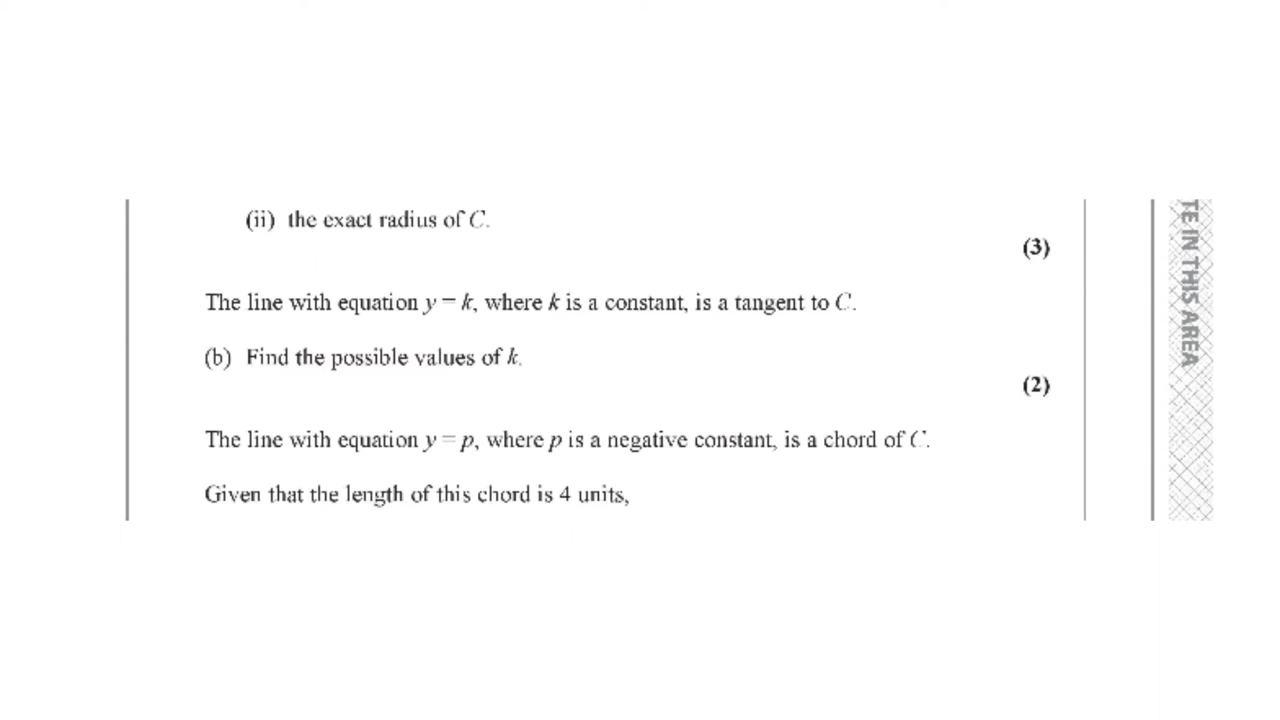 (ii) the exact radius of C.
(3)
The line with equation y = k, where k is a constant, is a tangent to C.
(b) Find the possible values of k.
(2)
The line with equation y = p, where p is a negative constant, is a chord of C.
Given that the length of this chord is 4 units,
TE IN THIS AREA